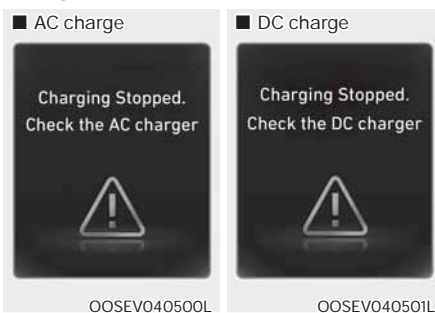 ■ AC charge
Charging Stopped.
Check the AC charger
OOSEV040500L
■ DC charge
Charging Stopped.
Check the DC charger
OOSEV040501L